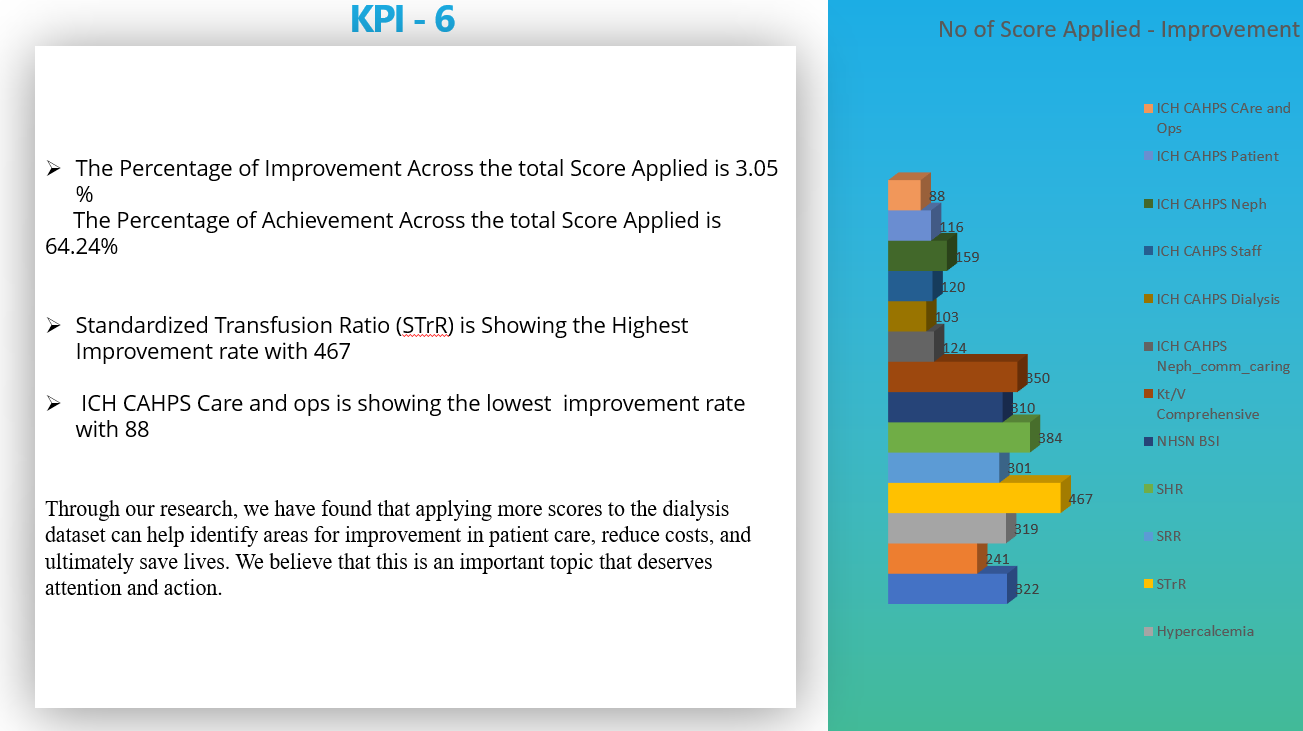 KPI - 6
➢ The Percentage of Improvement Across the total Score Applied is 3.05
%
The Percentage of Achievement Across the total Score Applied is
64.24%
➢ Standardized Transfusion Ratio (STrR) is Showing the Highest
Improvement rate with 467
➢ ICH CAHPS Care and ops is showing the lowest improvement rate
with 88
Through our research, we have found that applying more scores to the dialysis
dataset can help identify areas for improvement in patient care, reduce costs, and
ultimately save lives. We believe that this is an important topic that deserves
attention and action.
No of Score Applied - Improvement
88
116
159
120
103
124
350
310
384
301
467
319
241
322
ICH CAHPS CAre and
Ops
ICH CAHPS Patient
ICH CAHPS Neph
ICH CAHPS Staff
ICH CAHPS Dialysis
ICH CAHPS
Neph_comm_caring
Kt/V
Comprehensive
NHSN BSI
SHR
SRR
STrR
Hypercalcemia